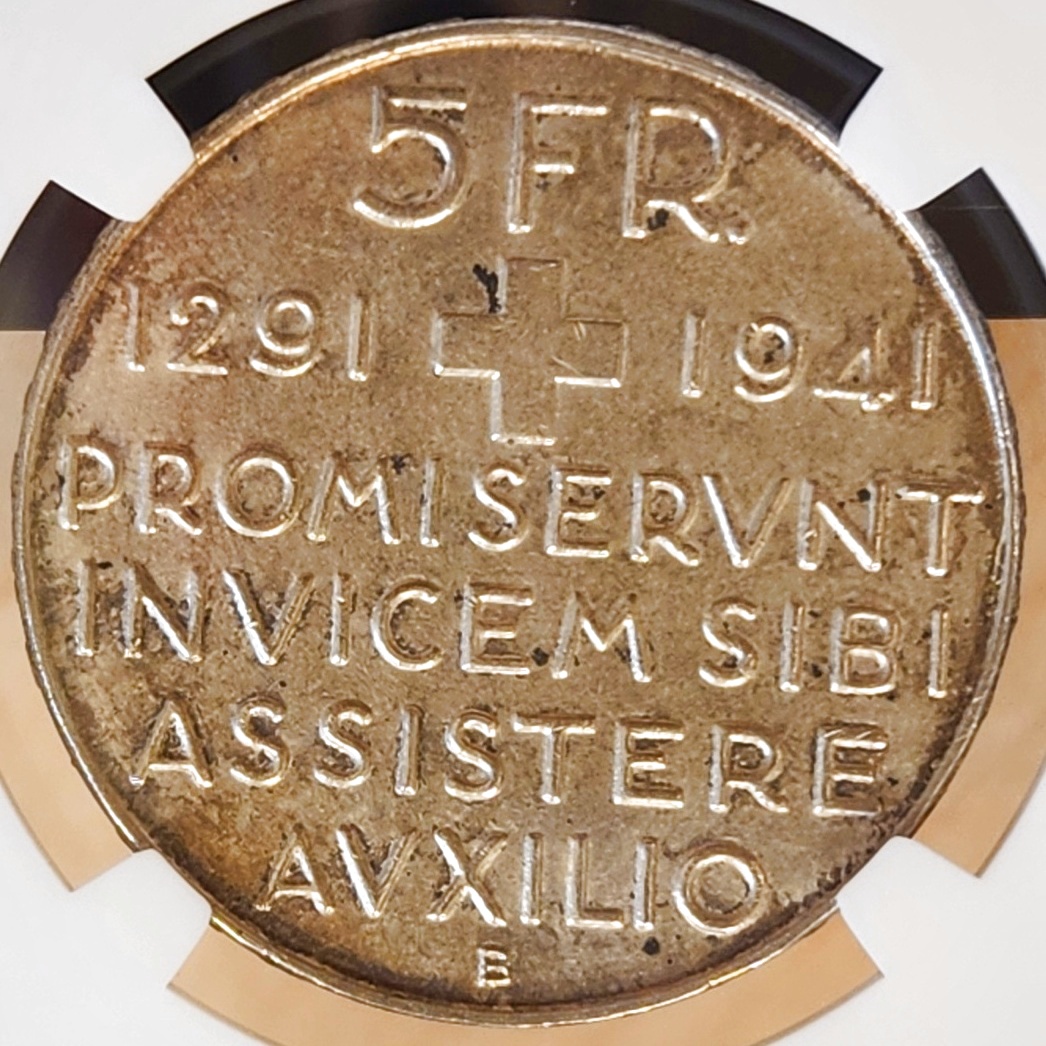 5 FR.
1291 1941
PROMISERVNT
INVICEM SIBI
ASSISTERE
AVXILIO
B